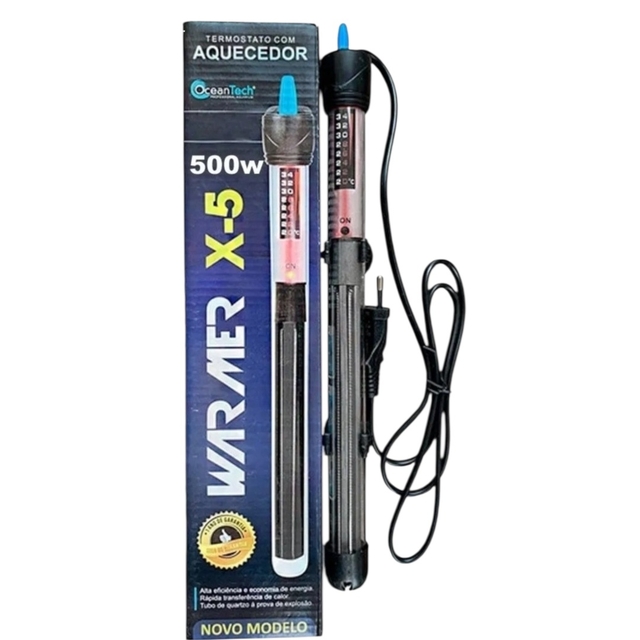 TERMOSTATO COM
AQUECEDOR
OceanTech
500w
WARMER X-5
ON
Alta eficiência e economia de energia.
Rápida transferência de calor.
Tubo de quartzo à prova de explosão.
NOVO MODELO
°C
ON